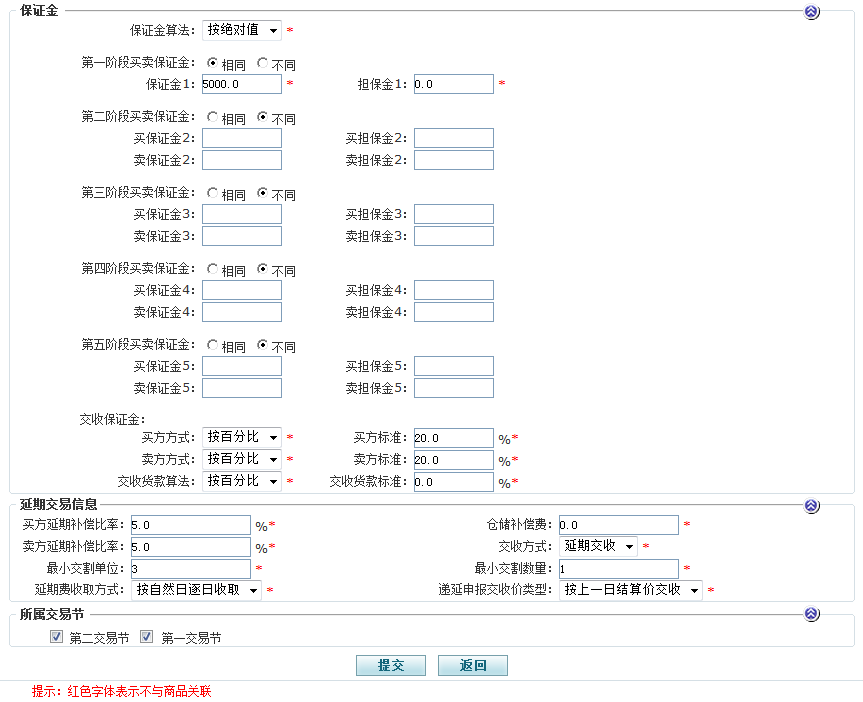 保证金
保证金算法： 按绝对值 *
第一阶段买卖保证金： 相同 不同
保证金1： 5000.0 * 担保金1： 0.0 *
第二阶段买卖保证金： 相同 不同
买保证金2： 买担保金2：
卖保证金2： 卖担保金2：
第三阶段买卖保证金： 相同 不同
买保证金3： 买担保金3：
卖保证金3： 卖担保金3：
第四阶段买卖保证金： 相同 不同
买保证金4： 买担保金4：
卖保证金4： 卖担保金4：
第五阶段买卖保证金： 相同 不同
买保证金5： 买担保金5：
卖保证金5： 卖担保金5：
交收保证金：
买方方式： 按百分比 * 买方标准： 20.0 %*
卖方方式： 按百分比 * 卖方标准： 20.0 %*
交收货款算法： 按百分比 * 交收货款标准： 0.0 %*
延期交易信息
买方延期补偿比率： 5.0 %* 仓储补偿费： 0.0 *
卖方延期补偿比率： 5.0 %* 交收方式： 延期交收 *
最小交割单位： 3 * 最小交割数量： 1 *
延期费收取方式： 按自然日逐日收取 * 递延申报交收价类型： 按上一日结算价交收 *
所属交易节
第二交易节 第一交易节
提交 返回
提示：红色字体表示不与商品关联